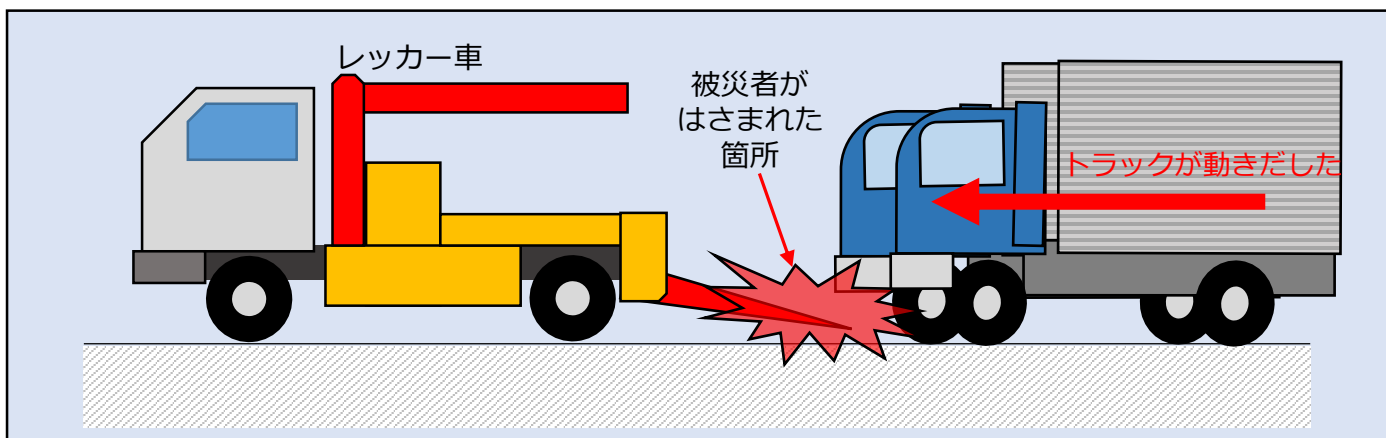 レッカー車
被災者が
はさまれた
箇所
トラックが動きだした